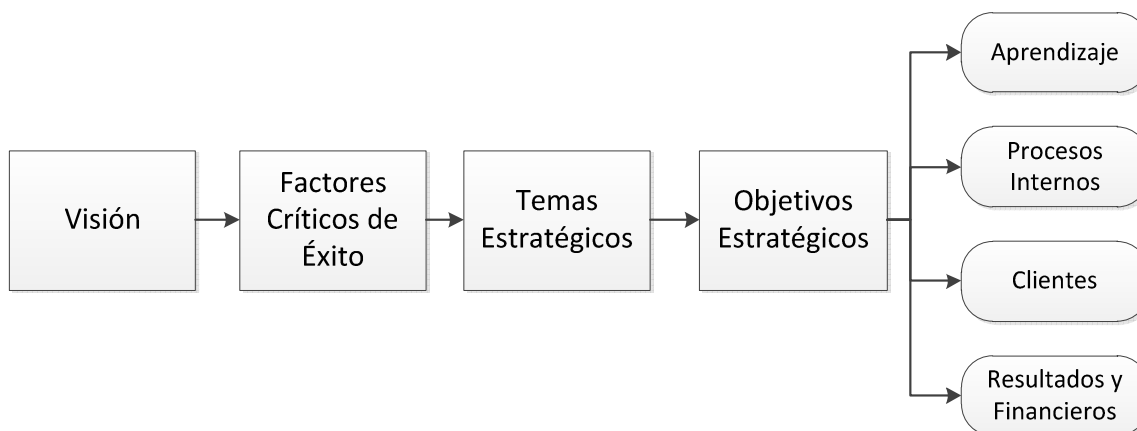 Visión
Factores
Críticos de
Éxito
Temas
Estratégicos
Objetivos
Estratégicos
Aprendizaje
Procesos
Internos
Clientes
Resultados y
Financieros